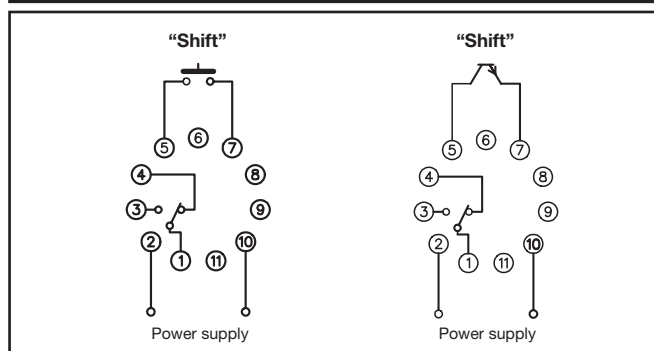 “Shift” “Shift”
5 6 7 5 6 7
4 8 4 8
3 9 3 9
2 10 2 10
1 11 1 11
Power supply Power supply